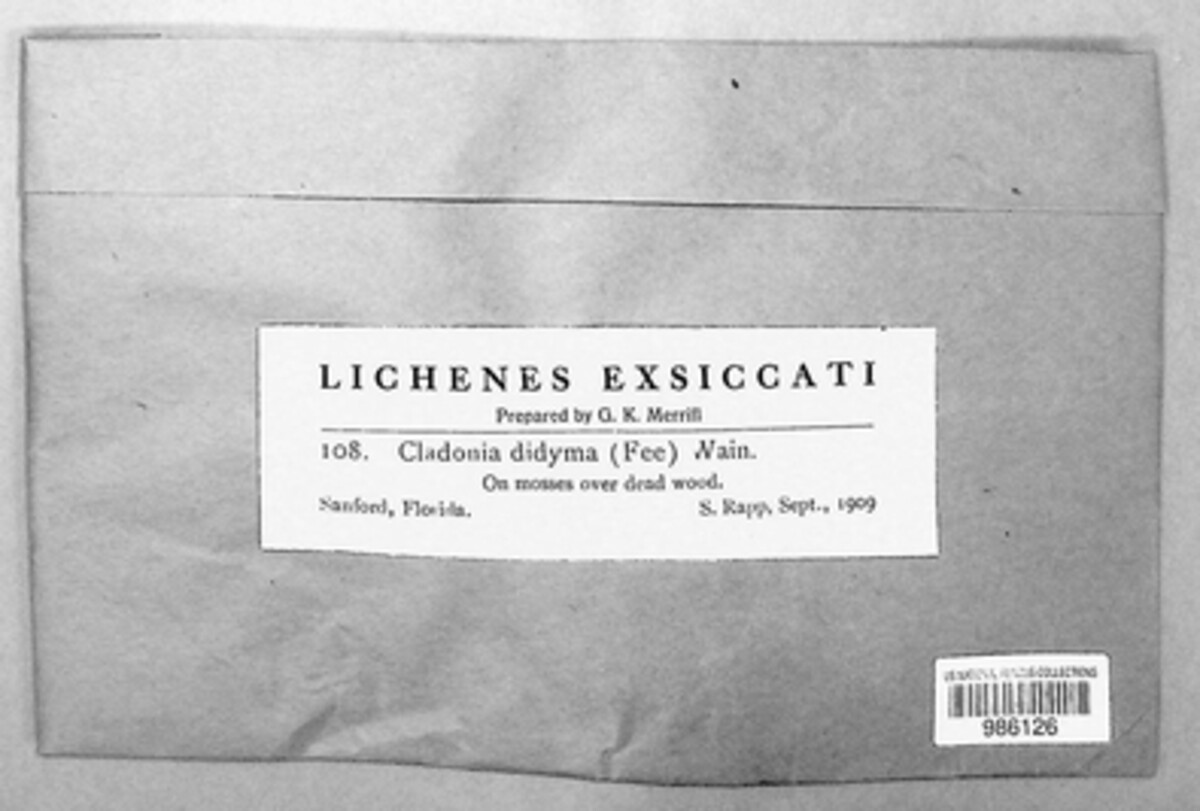 LICHENES EXSICCATI
Prepared by G. K. Merrill
108. Cladonia didyma (Fee) Wain.
On mosses over dead wood.
Sanford, Florida. S. Rapp, Sept., 1909
COLLECTIONS
986126